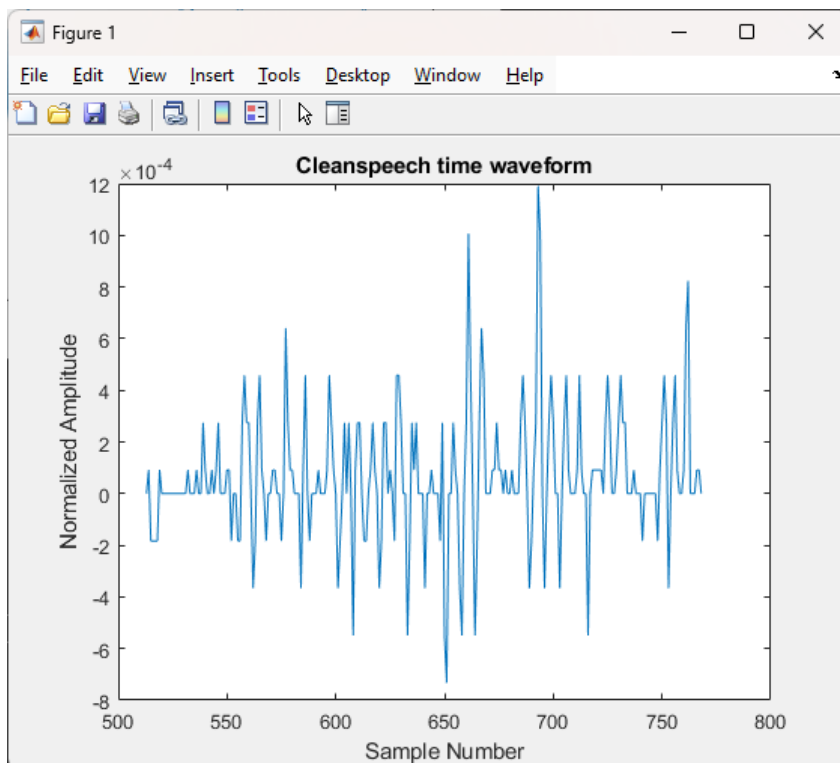 Figure 1
File Edit View Insert Tools Desktop Window Help
×10-4
Cleanspeech time waveform
12
10
8
6
4
2
0
-2
-4
-6
-8
Normalized Amplitude
500 550 600 650 700 750 800
Sample Number